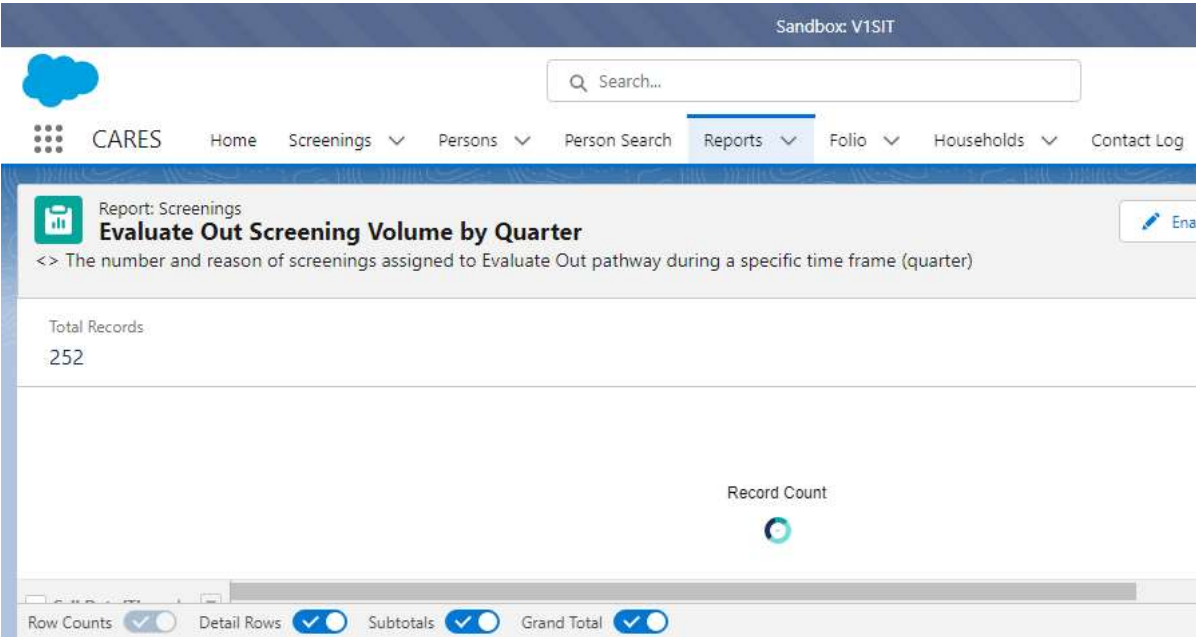 Sandbox: V1SIT
Search...
CARES Home Screenings Persons Person Search Reports Folio Households Contact Log
Report: Screenings
Evaluate Out Screening Volume by Quarter
Ena
<> The number and reason of screenings assigned to Evaluate Out pathway during a specific time frame (quarter)
Total Records
252
Record Count
Row Counts Detail Rows Subtotals Grand Total